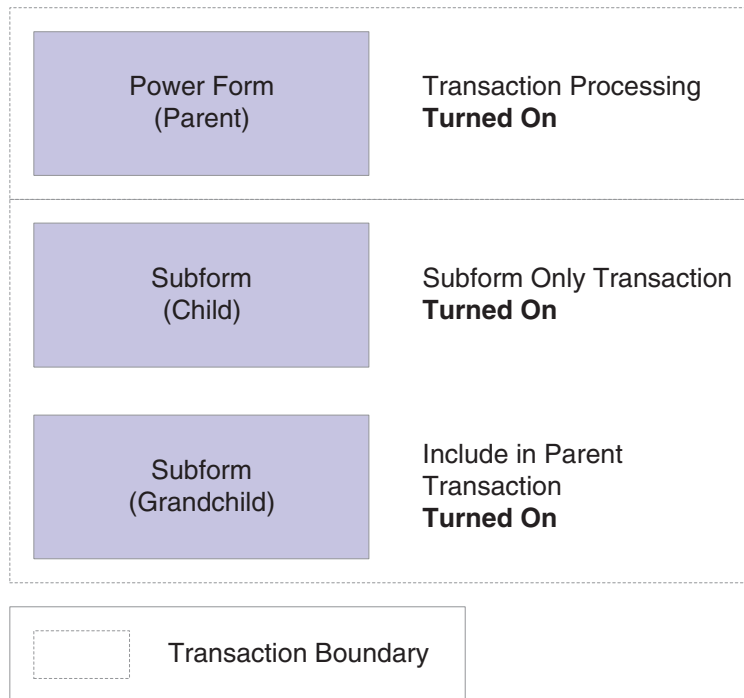 Power Form
(Parent)
Transaction Processing
Turned On
Subform
(Child)
Subform Only Transaction
Turned On
Subform
(Grandchild)
Include in Parent
Transaction
Turned On
Transaction Boundary